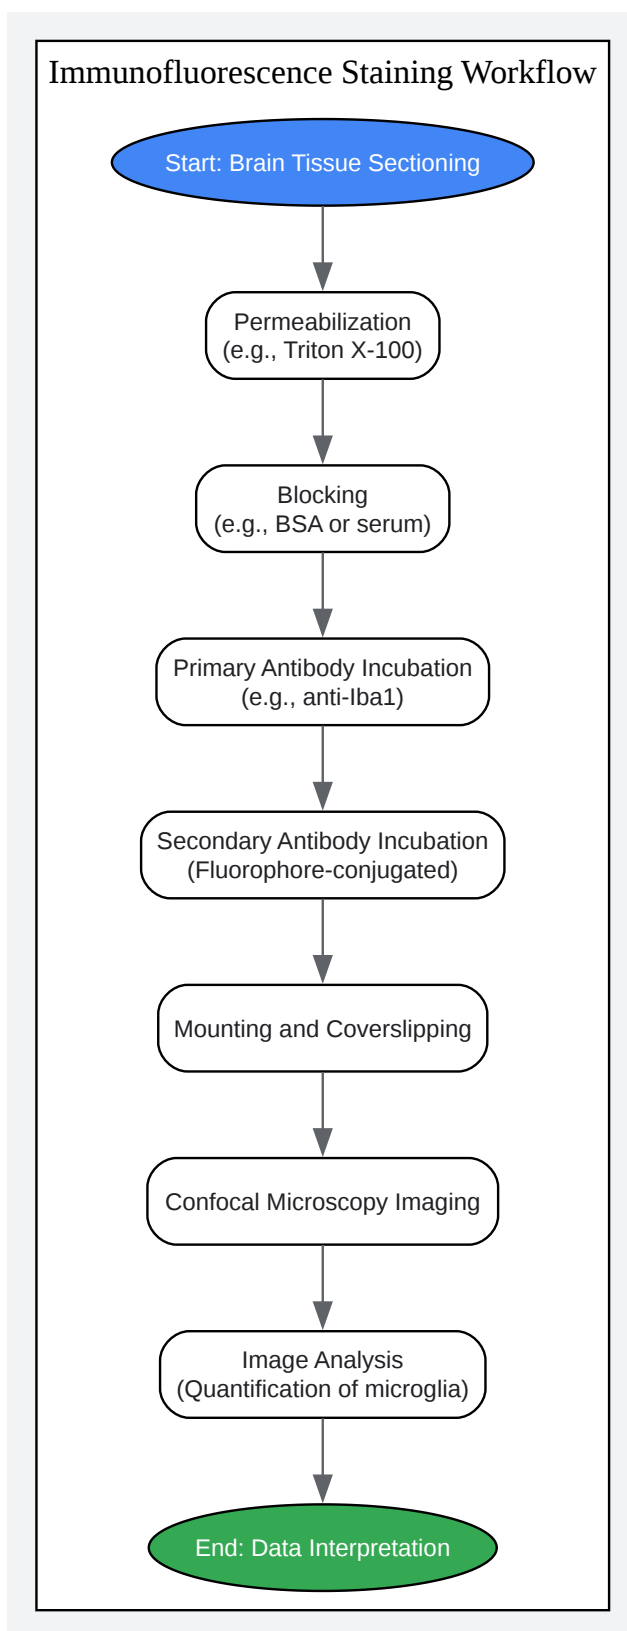 Immunofluorescence Staining Workflow
Start: Brain Tissue Sectioning
Permeabilization
(e.g., Triton X-100)
Blocking
(e.g., BSA or serum)
Primary Antibody Incubation
(e.g., anti-Iba1)
Secondary Antibody Incubation
(Fluorophore-conjugated)
Mounting and Coverslipping
Confocal Microscopy Imaging
Image Analysis
(Quantification of microglia)
End: Data Interpretation